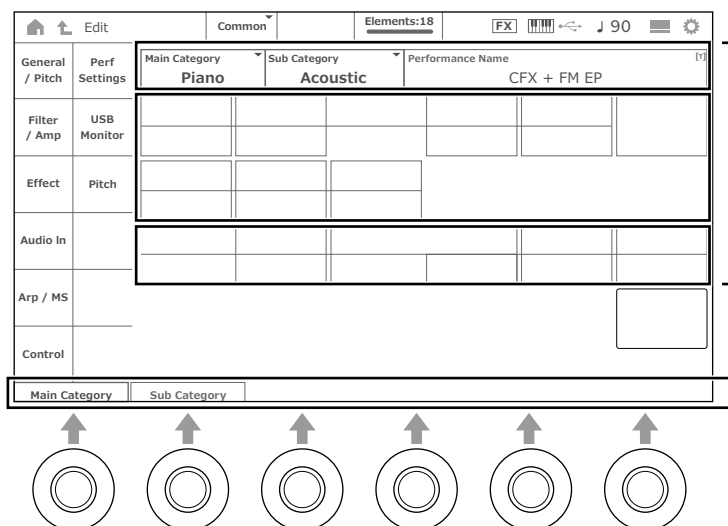 Edit
Common
Elements:18
FX
90
General / Pitch
Perf Settings
Main Category
Piano
Sub Category
Acoustic
Performance Name
[T]
CFX + FM EP
Filter / Amp
USB Monitor
Effect
Pitch
Audio In
Arp / MS
Control
Main Category
Sub Category